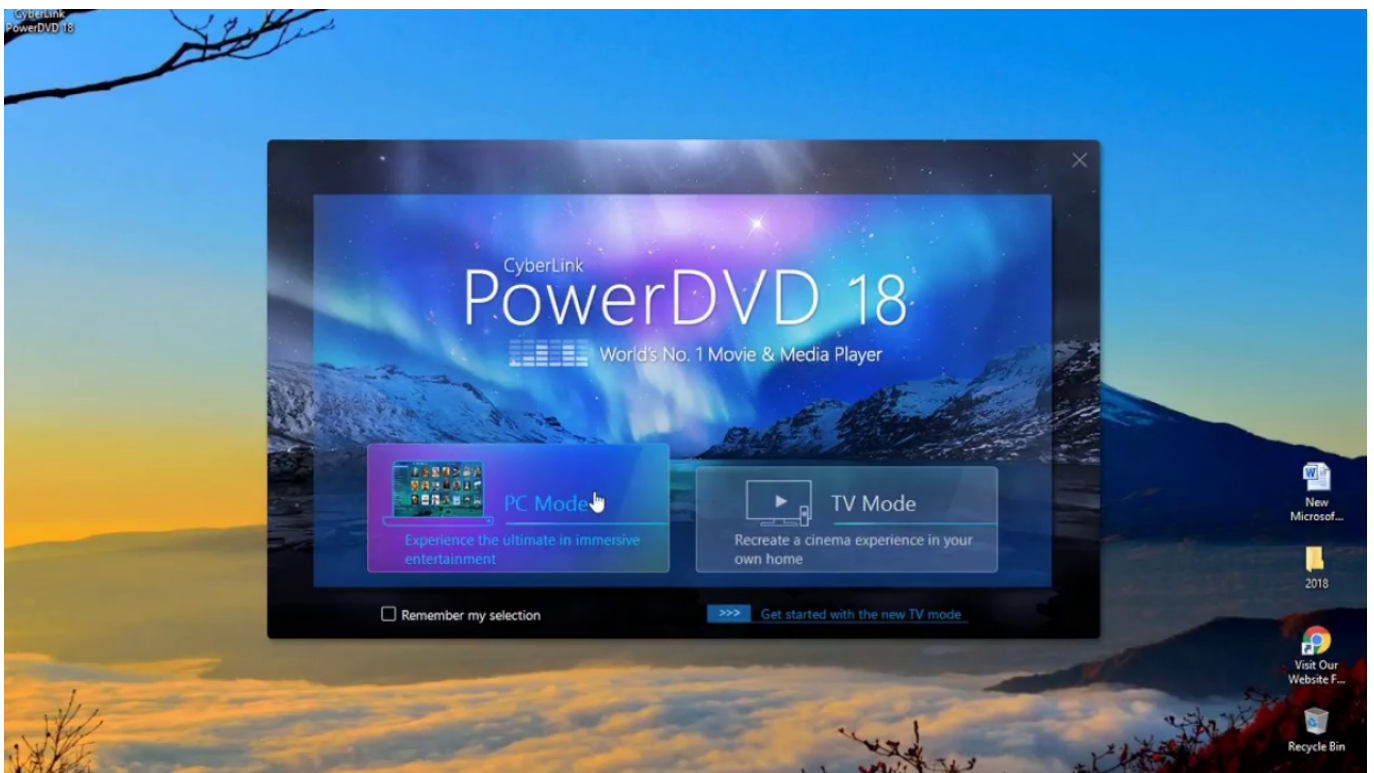 CyberLink
PowerDVD 18
CyberLink
PowerDVD 18
World's No. 1 Movie & Media Player
PC Mode
Experience the ultimate in immersive
entertainment
TV Mode
Recreate a cinema experience in your
own home
Remember my selection
>>> Get started with the new TV mode
New
Microsof...
2018
Visit Our
Website F...
Recycle Bin